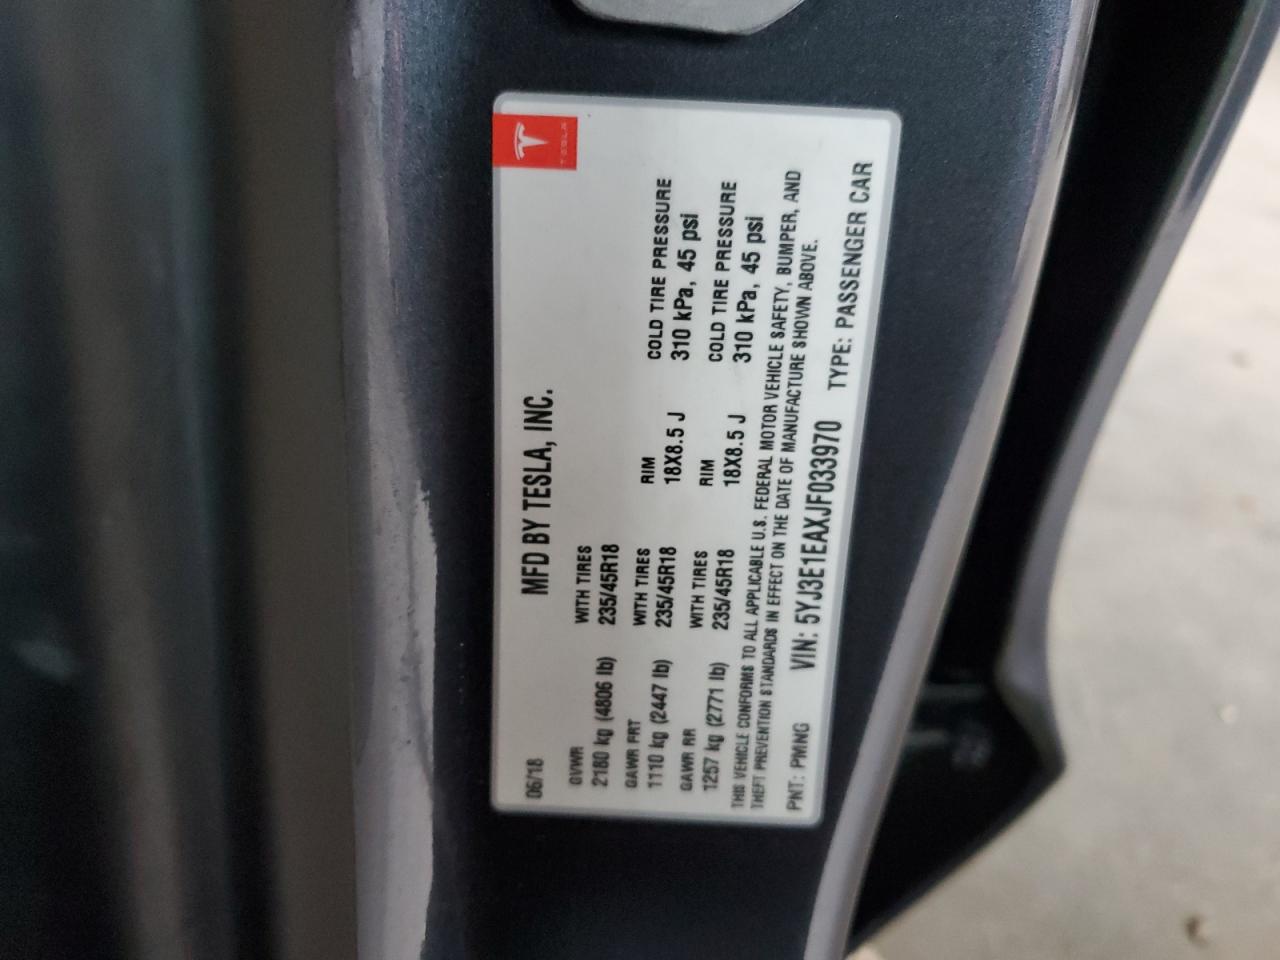 TESLA
MFD BY TESLA, INC.
06/18
GVWR WITH TIRES
2180 kg (4806 lb) 235/45R18
GAWR FRT WITH TIRES RIM COLD TIRE PRESSURE
1110 kg (2447 lb) 235/45R18 18X8.5 J 310 kPa, 45 psi
GAWR RR WITH TIRES RIM COLD TIRE PRESSURE
1257 kg (2771 lb) 235/45R18 18X8.5 J 310 kPa, 45 psi
THIS VEHICLE CONFORMS TO ALL APPLICABLE U.S. FEDERAL MOTOR VEHICLE SAFETY, BUMPER, AND
THEFT PREVENTION STANDARDS IN EFFECT ON THE DATE OF MANUFACTURE SHOWN ABOVE.
PNT: PMNG VIN: 5YJ3E1EAXJF033970 TYPE: PASSENGER CAR